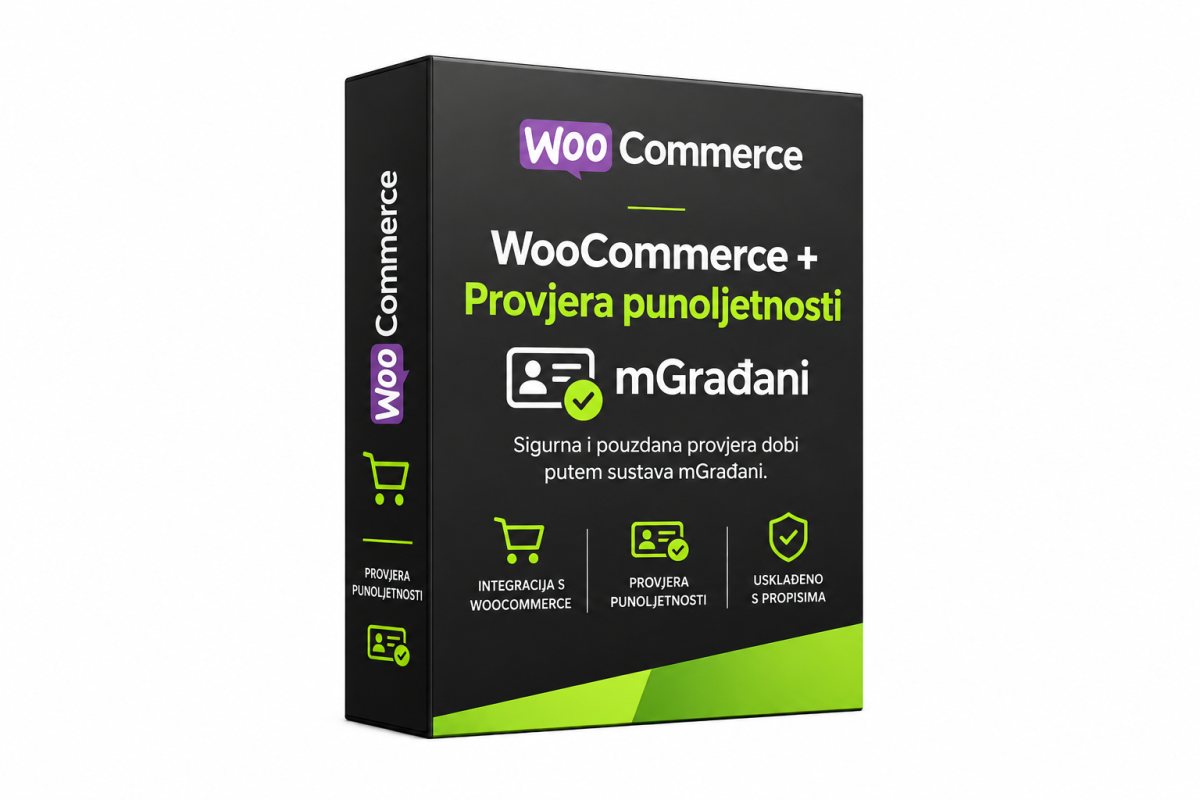 Woo Commerce
WooCommerce +
Provjera punoljetnosti
mGrađani
Sigurna i pouzdana provjera dobi
putem sustava mGrađani.
INTEGRACIJA S
WOOCOMMERCE
PROVJERA
PUNOLJETNOSTI
USKLAĐENO
S PROPISIMA
Woo Commerce
PROVJERA
PUNOLJETNOSTI